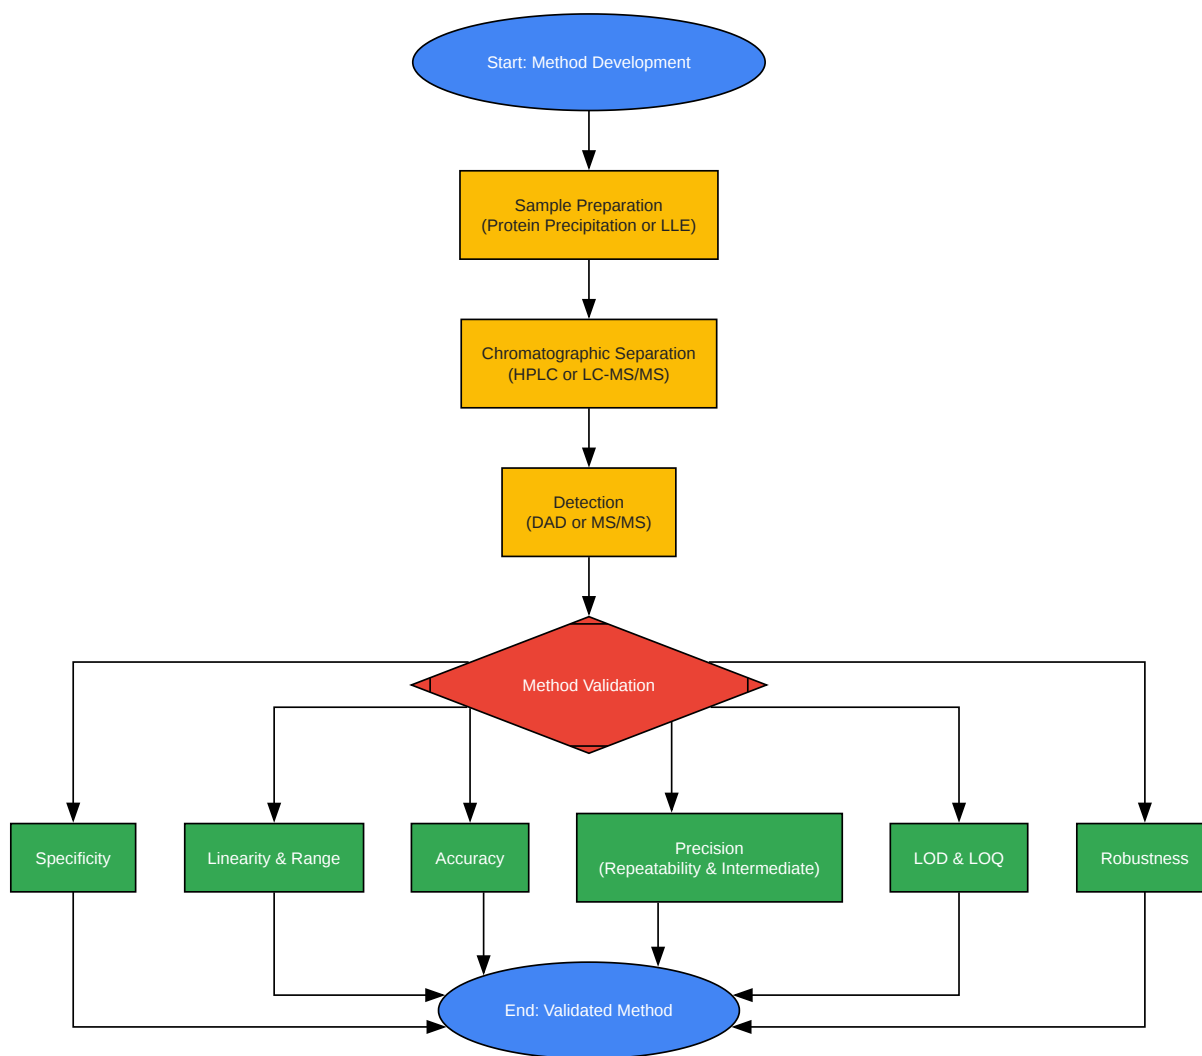 Start: Method Development
Sample Preparation
(Protein Precipitation or LLE)
Chromatographic Separation
(HPLC or LC-MS/MS)
Detection
(DAD or MS/MS)
Method Validation
Specificity
Linearity & Range
Accuracy
Precision
(Repeatability & Intermediate)
LOD & LOQ
Robustness
End: Validated Method